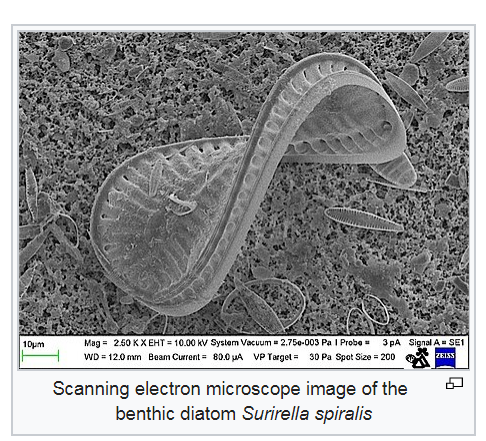 10µm
Mag = 2.50 K X EHT = 10.00 kV System Vacuum = 2.75e-003 Pa I Probe = 3 pA Signal A = SE1
WD = 12.0 mm Beam Current = 80.0 µA VP Target = 30 Pa Spot Size = 200
ZEISS
Scanning electron microscope image of the
benthic diatom Surirella spiralis